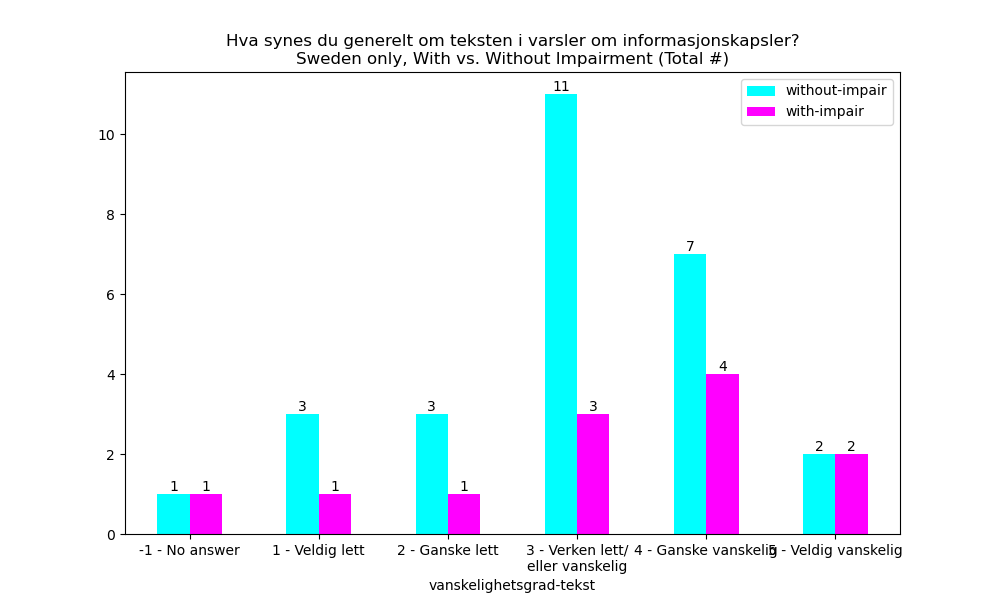 Hva synes du generelt om teksten i varsler om informasjonskapsler?
Sweden only, With vs. Without Impairment (Total #)
without-impair
with-impair
10
8
6
4
2
0
1
1
3
1
3
1
11
3
7
4
2
2
-1 - No answer
1 - Veldig lett
2 - Ganske lett
3 - Verken lett/
eller vanskelig
4 - Ganske vanskelig
5 - Veldig vanskelig
vanskelighetsgrad-tekst